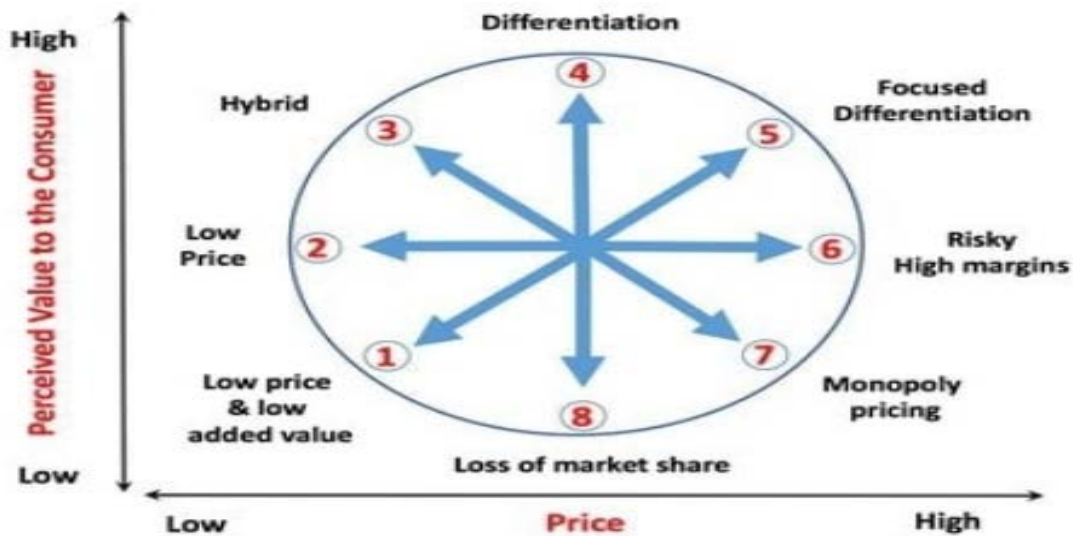 Differentiation
High
4
Focused
Differentiation
Hybrid
3
5
Perceived Value to the Consumer
Low
Price
2
6
Risky
High margins
1
7
Low price
& low
added value
Monopoly
pricing
8
Low
Loss of market share
Low
Price
High